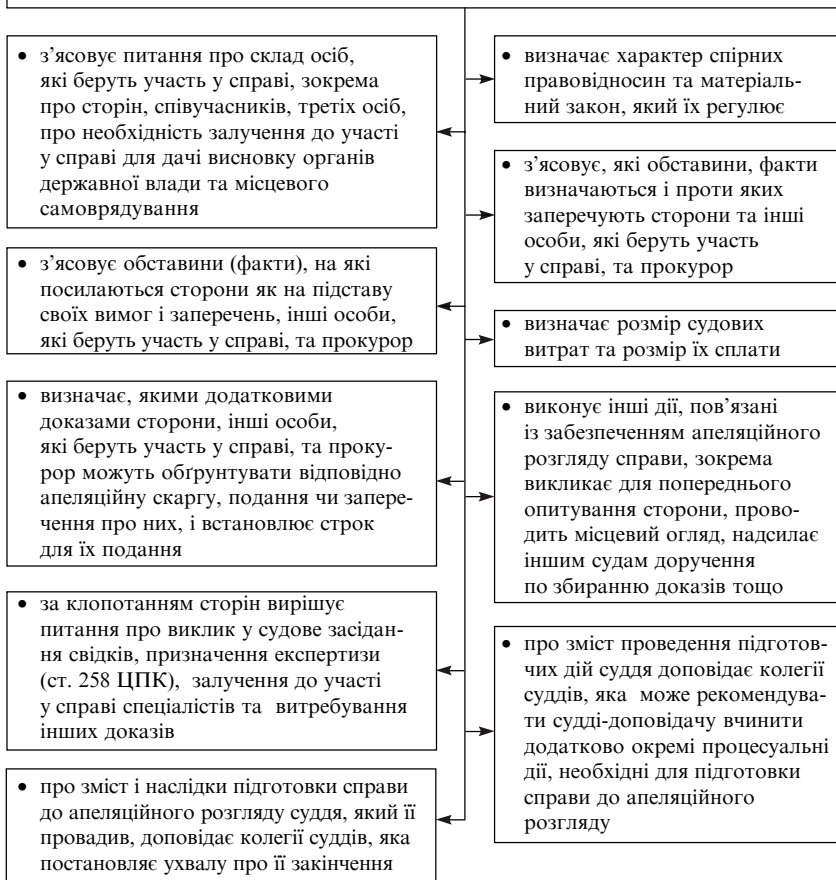 • з’ясовує питання про склад осіб,
які беруть участь у справі, зокрема
про сторін, співучасників, третіх осіб,
про необхідність залучення до участі
у справі для дачі висновку органів
державної влади та місцевого
самоврядування
• з’ясовує обставини (факти), на які
посилаються сторони як на підставу
своїх вимог і заперечень, інші особи,
які беруть участь у справі, та прокурор
• визначає, якими додатковими
доказами сторони, інші особи,
які беруть участь у справі, та проку-
рор можуть обґрунтувати відповідно
апеляційну скаргу, подання чи запере-
чення про них, і встановлює строк
для їх подання
• за клопотанням сторін вирішує
питання про виклик у судове засідан-
ня свідків, призначення експертизи
(ст. 258 ЦПК), залучення до участі
у справі спеціалістів та витребування
інших доказів
• про зміст і наслідки підготовки справи
до апеляційного розгляду суддя, який її
провадив, доповідає колегії суддів, яка
постановляє ухвалу про її закінчення
• визначає характер спірних
правовідносин та матеріаль-
ний закон, який їх регулює
• з’ясовує, які обставини, факти
визначаються і проти яких
заперечують сторони та інші
особи, які беруть участь
у справі, та прокурор
• визначає розмір судових
витрат та розмір їх сплати
• виконує інші дії, пов’язані
із забезпеченням апеляційного
розгляду справи, зокрема
викликає для попереднього
опитування сторони, прово-
дить місцевий огляд, надсилає
іншим судам доручення
по збиранню доказів тощо
• про зміст проведення підготов-
чих дій суддя доповідає колегії
суддів, яка може рекомендува-
ти судді-доповідачу вчинити
додатково окремі процесуальні
дії, необхідні для підготовки
справи до апеляційного
розгляду